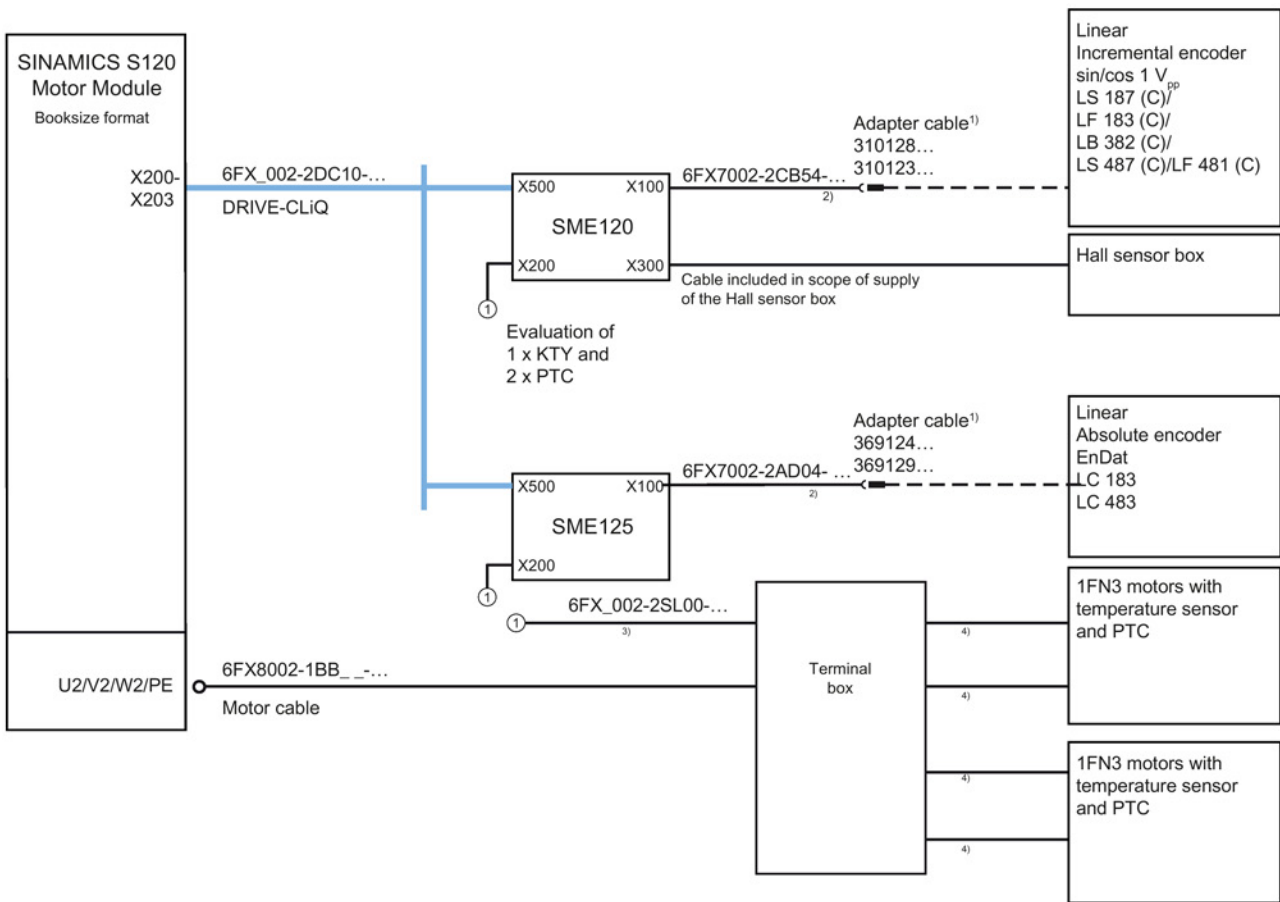 SINAMICS S120
Motor Module
Booksize format
X200-
X203
6FX_002-2DC10-...
DRIVE-CLiQ
X500
X100
SME120
X200
X300
1
Evaluation of
1 x KTY and
2 x PTC
6FX7002-2CB54-...
2)
Adapter cable1)
310128...
310123...
Cable included in scope of supply
of the Hall sensor box
Linear
Incremental encoder
sin/cos 1 Vpp
LS 187 (C)/
LF 183 (C)/
LB 382 (C)/
LS 487 (C)/LF 481 (C)
Hall sensor box
X500
X100
SME125
X200
1
6FX7002-2AD04- ...
2)
Adapter cable1)
369124...
369129...
Linear
Absolute encoder
EnDat
LC 183
LC 483
1
6FX_002-2SL00-...
3)
U2/V2/W2/PE
6FX8002-1BB_ _-...
Motor cable
Terminal
box
4)
4)
1FN3 motors with
temperature sensor
and PTC
4)
4)
1FN3 motors with
temperature sensor
and PTC